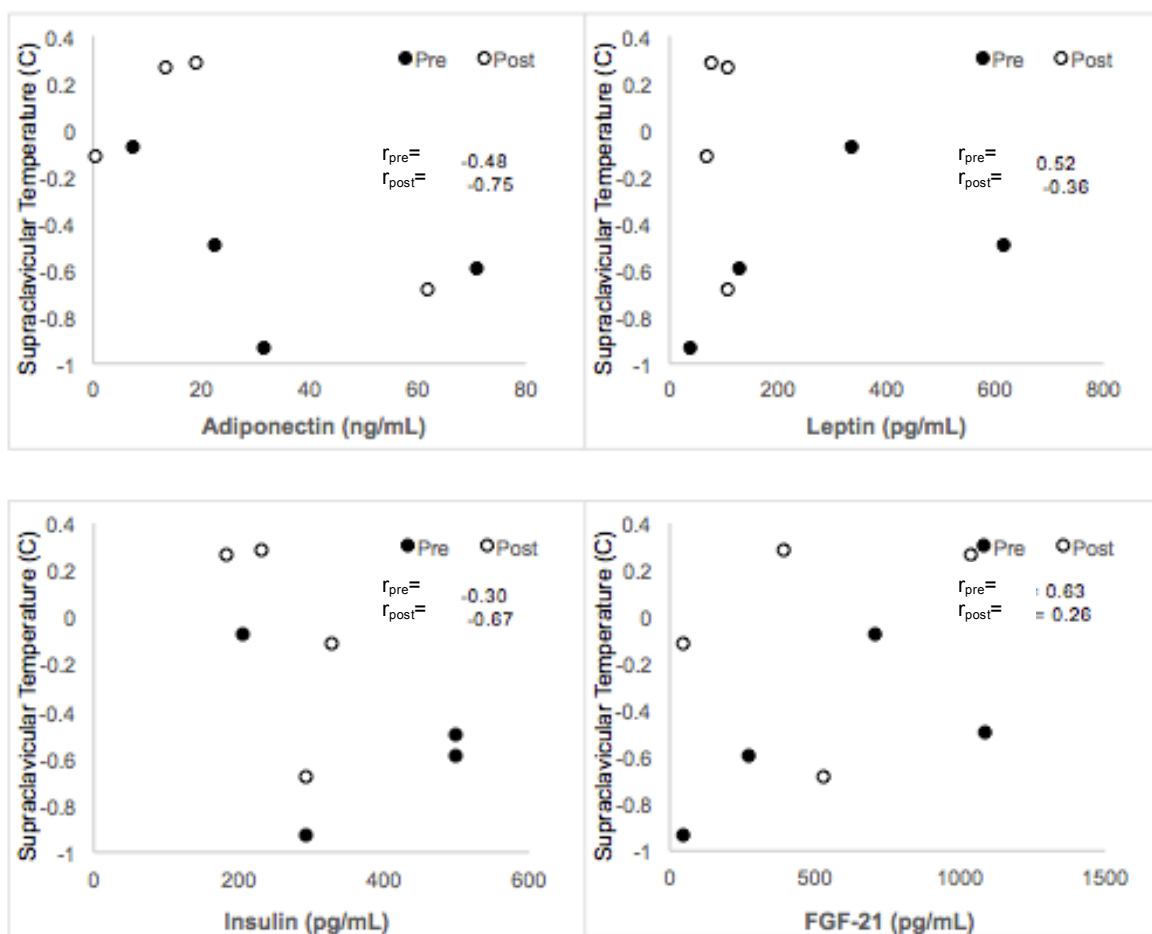 Supraclavicular Temperature (C)
0.4
0.2
0
-0.2
-0.4
-0.6
-0.8
-1
Pre Post
rpre= -0.48
rpost= -0.75
0 20 40 60 80
Adiponectin (ng/mL)
Supraclavicular Temperature (C)
0.4
0.2
0
-0.2
-0.4
-0.6
-0.8
-1
Pre Post
rpre= 0.52
rpost= -0.36
0 200 400 600 800
Leptin (pg/mL)
Supraclavicular Temperature (C)
0.4
0.2
0
-0.2
-0.4
-0.6
-0.8
-1
Pre Post
rpre= -0.30
rpost= -0.67
0 200 400 600
Insulin (pg/mL)
Supraclavicular Temperature (C)
0.4
0.2
0
-0.2
-0.4
-0.6
-0.8
-1
Pre Post
rpre= 0.63
rpost= = 0.26
0 500 1000 1500
FGF-21 (pg/mL)